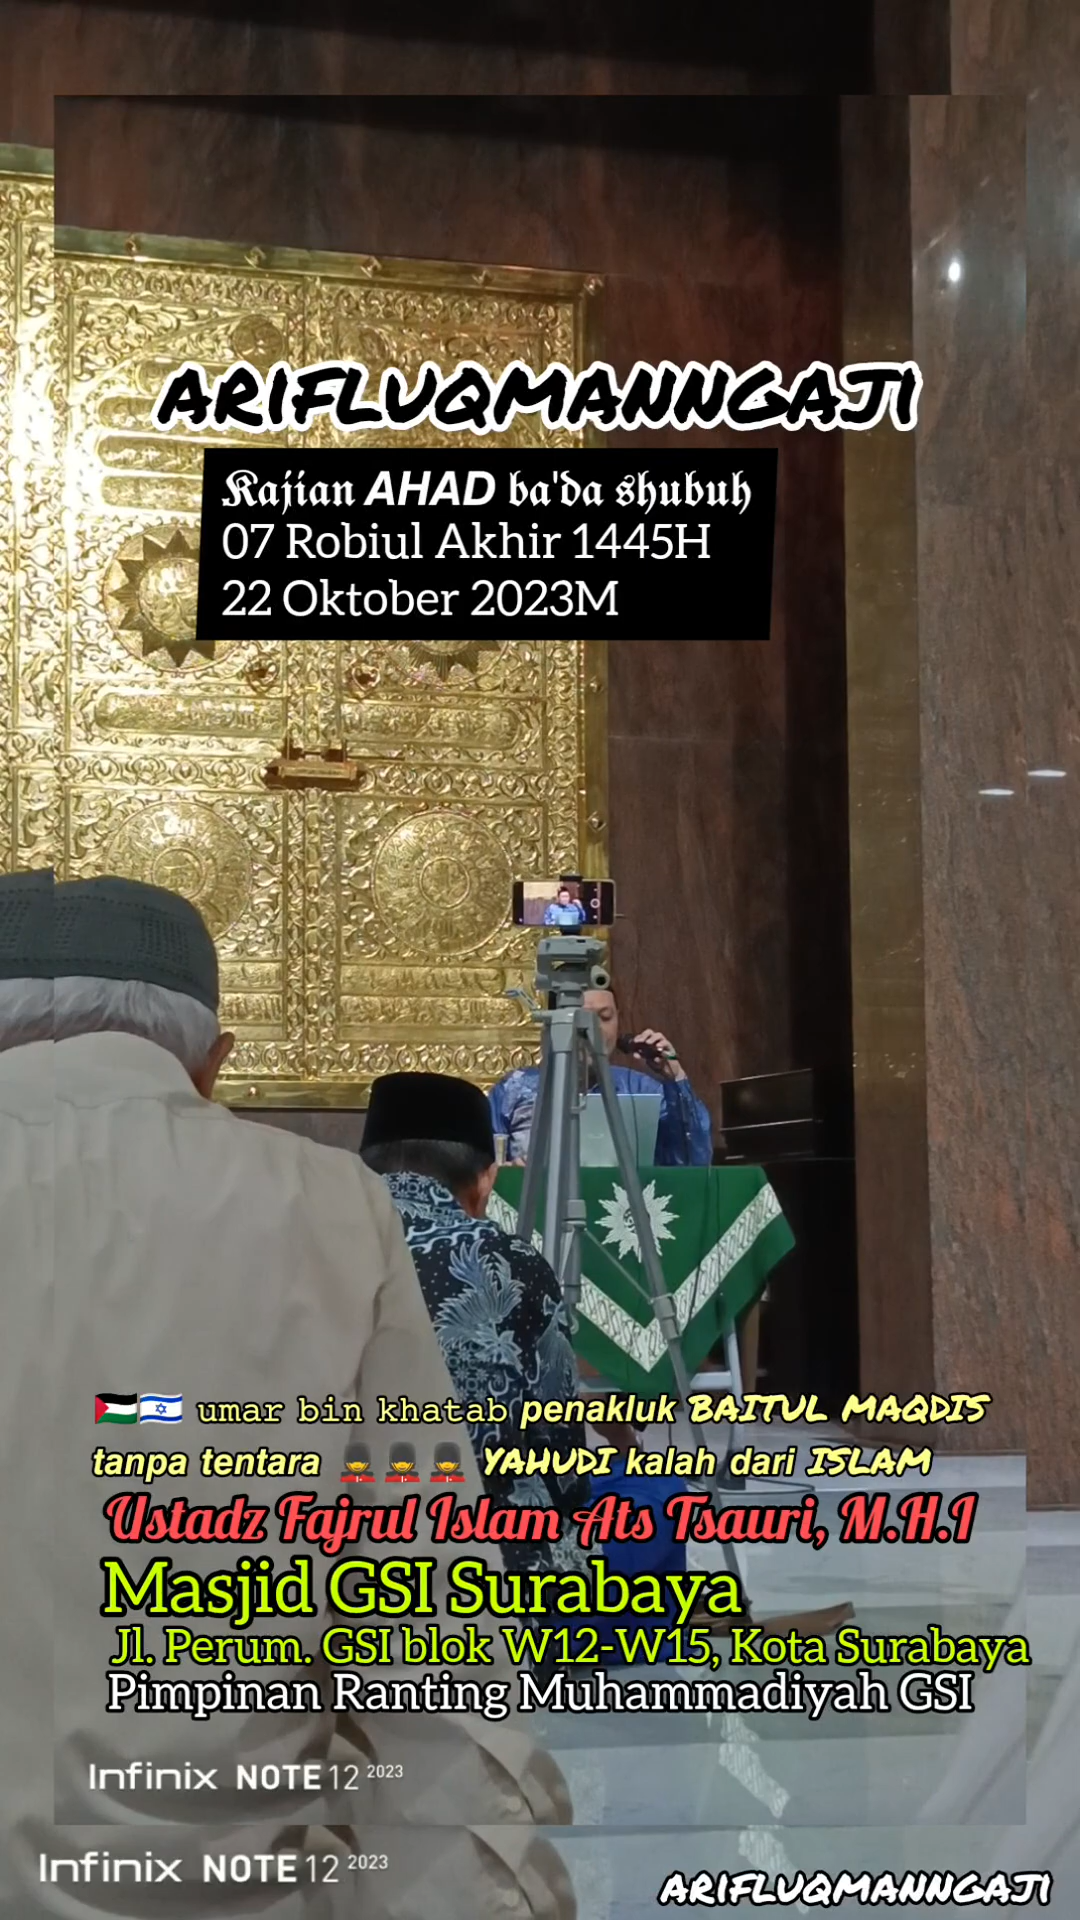 ARIFLUQMANNGAJI
Kajian AHAD ba'da shubuh
07 Robiul Akhir 1445H
22 Oktober 2023M
🇵🇸🇮🇱 umar bin khatab penakluk BAITUL MAQDIS
tanpa tentara 💂💂💂 YAHUDI kalah dari ISLAM
Ustadz Fajrul Islam Ats Tsauri, M.H.I
Masjid GSI Surabaya
Jl. Perum. GSI blok W12-W15, Kota Surabaya
Pimpinan Ranting Muhammadiyah GSI
Infinix NOTE 12 2023
Infinix NOTE 12 2023
ARIFLUQMANNGAJI